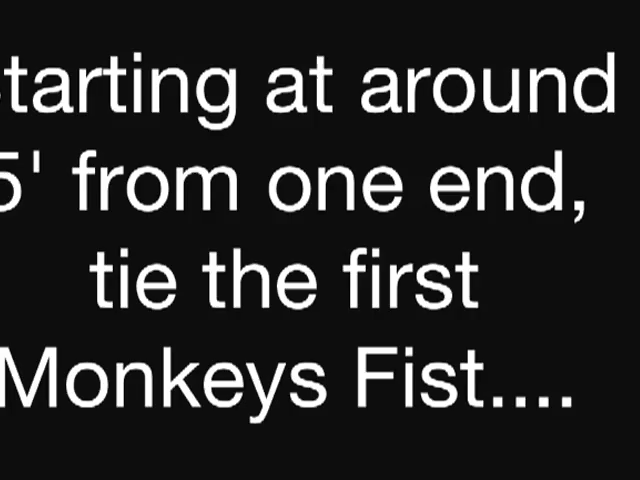 starting at around
5' from one end,
tie the first
Monkeys Fist....